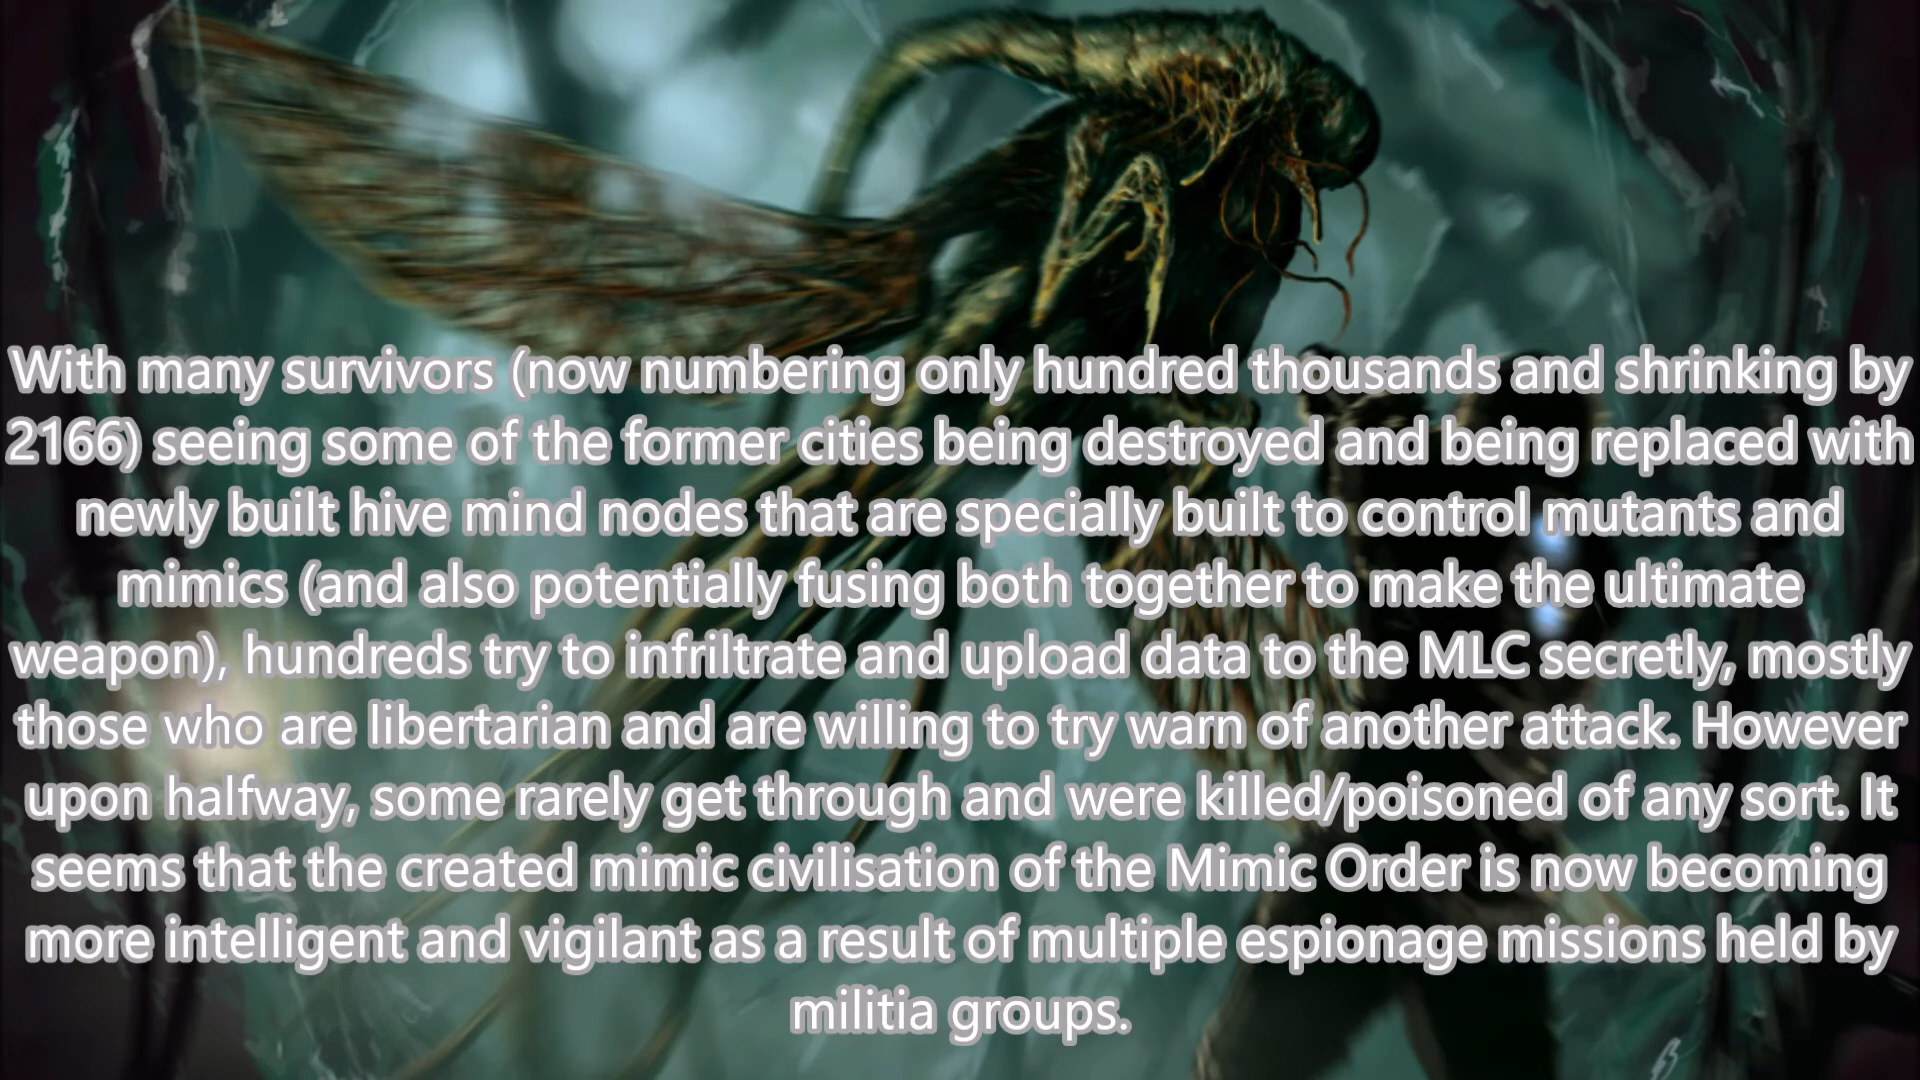 With many survivors (now numbering only hundred thousands and shrinking by
2166) seeing some of the former cities being destroyed and being replaced with
newly built hive mind nodes that are specially built to control mutants and
mimics (and also potentially fusing both together to make the ultimate
weapon), hundreds try to infriltrate and upload data to the MLC secretly, mostly
those who are libertarian and are willing to try warn of another attack. However
upon halfway, some rarely get through and were killed/poisoned of any sort. It
seems that the created mimic civilisation of the Mimic Order is now becoming
more intelligent and vigilant as a result of multiple espionage missions held by
militia groups.